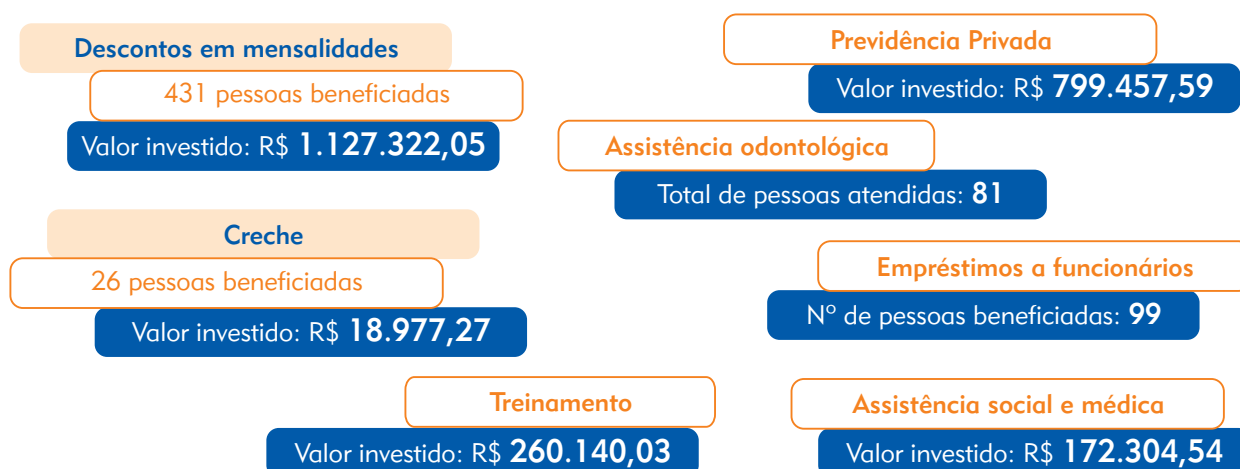 Descontos em mensalidades
431 pessoas beneficiadas
Valor investido: R$ 1.127.322,05
Previdência Privada
Valor investido: R$ 799.457,59
Assistência odontológica
Total de pessoas atendidas: 81
Creche
26 pessoas beneficiadas
Valor investido: R$ 18.977,27
Empréstimos a funcionários
Nº de pessoas beneficiadas: 99
Treinamento
Valor investido: R$ 260.140,03
Assistência social e médica
Valor investido: R$ 172.304,54